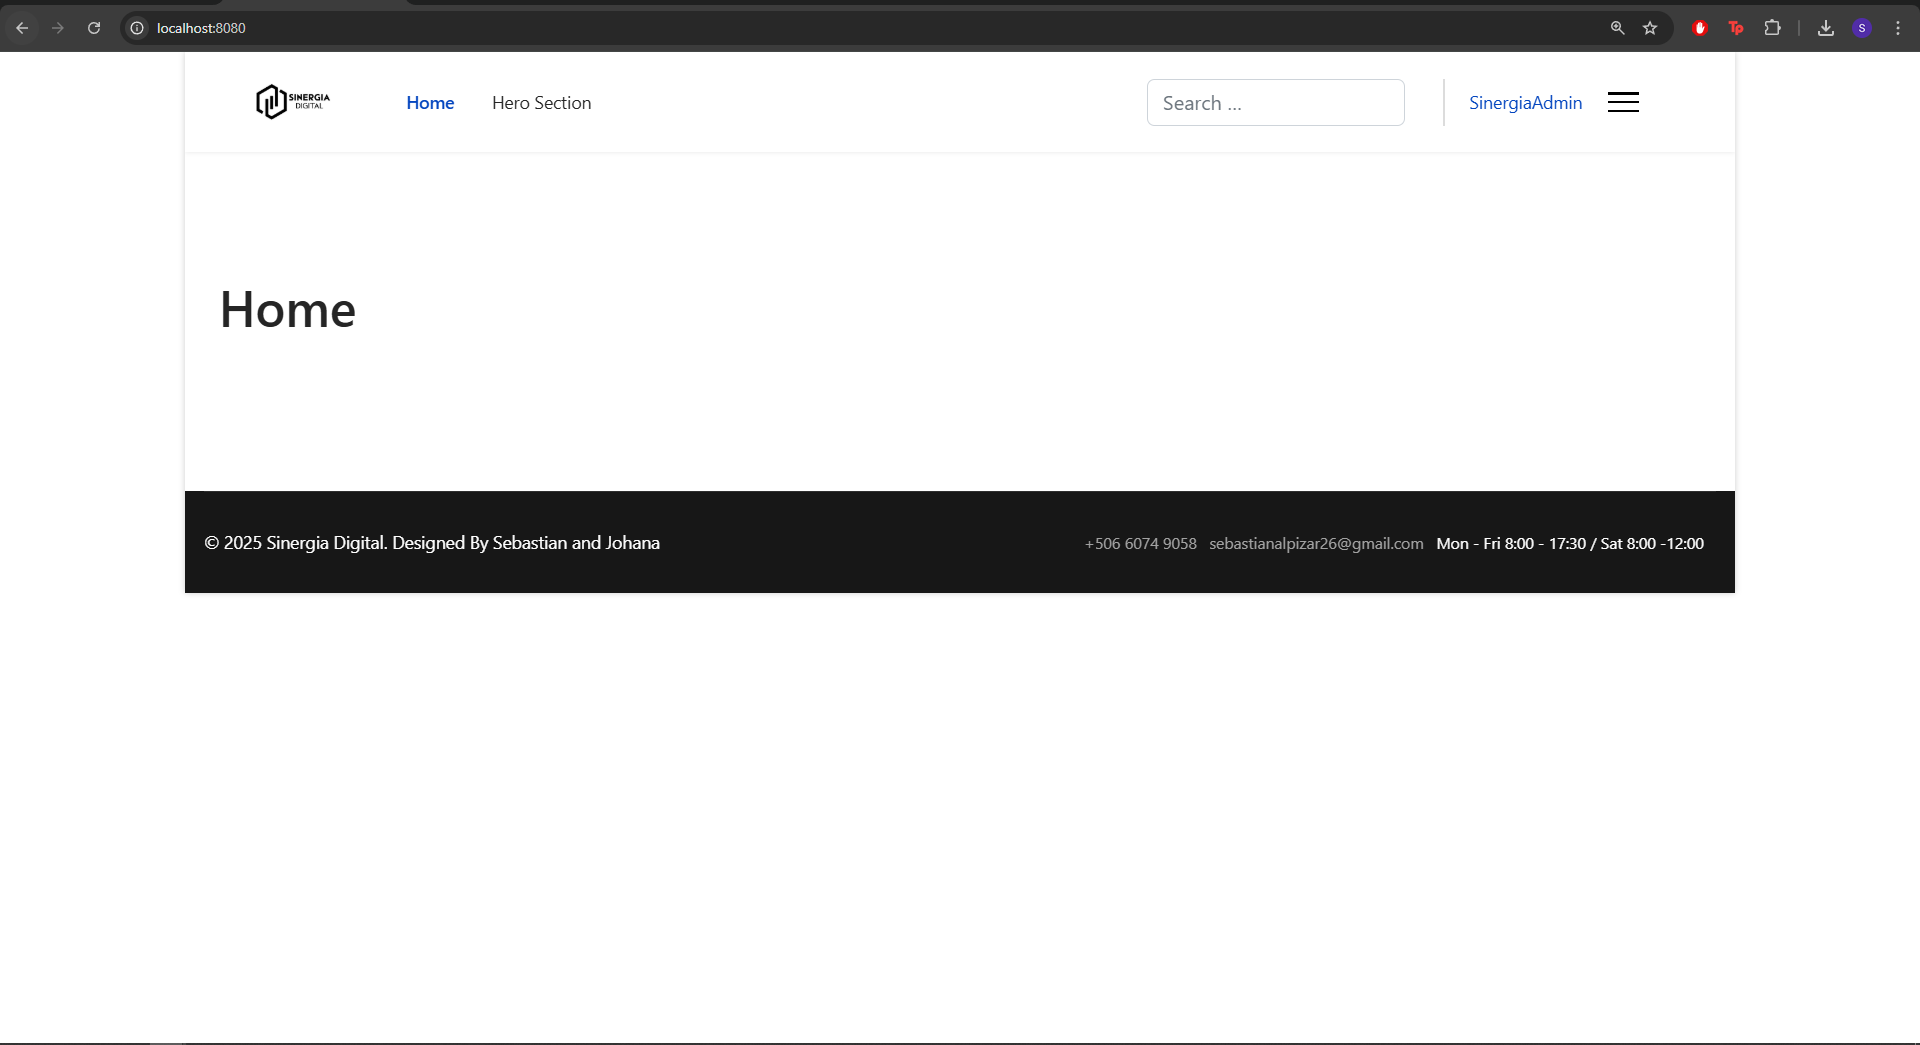 localhost:8080
Tp
S
SINERGIA
DIGITAL
Home
Hero Section
Search ...
SinergiaAdmin
Home
© 2025 Sinergia Digital. Designed By Sebastian and Johana
+506 6074 9058 sebastianalpizar26@gmail.com Mon - Fri 8:00 - 17:30 / Sat 8:00 -12:00